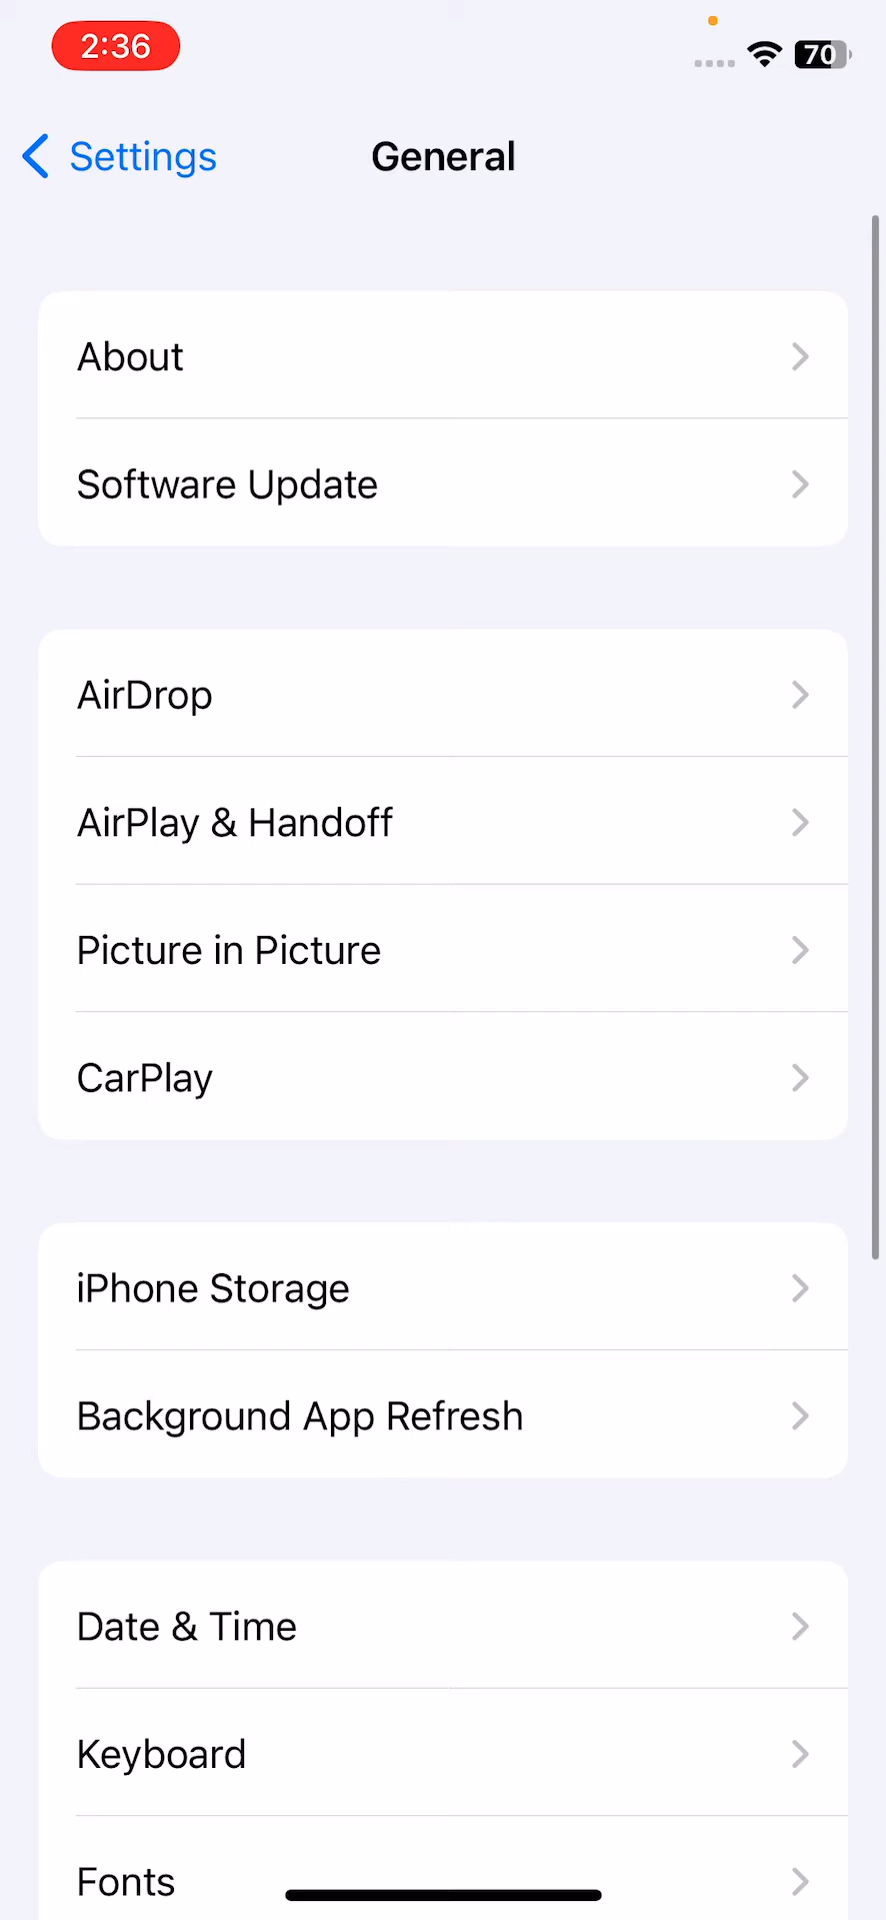 2:36
70
Settings
General
About
Software Update
AirDrop
AirPlay & Handoff
Picture in Picture
CarPlay
iPhone Storage
Background App Refresh
Date & Time
Keyboard
Fonts